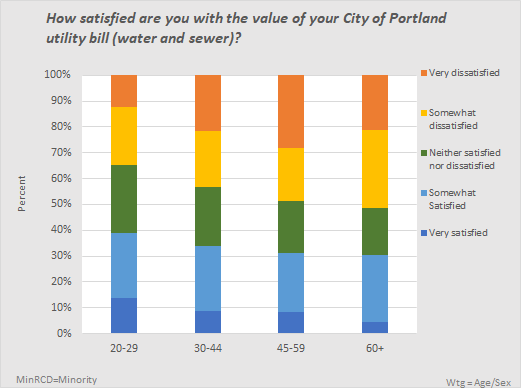 How satisfied are you with the value of your City of Portland
utility bill (water and sewer)?
100%
90%
80%
70%
60%
50%
40%
30%
20%
10%
0%
Percent
20-29
30-44
45-59
60+
Very dissatisfied
Somewhat
dissatisfied
Neither satisfied
nor dissatisfied
Somewhat
Satisfied
Very satisfied
MinRCD=Minority
Wtg = Age/Sex